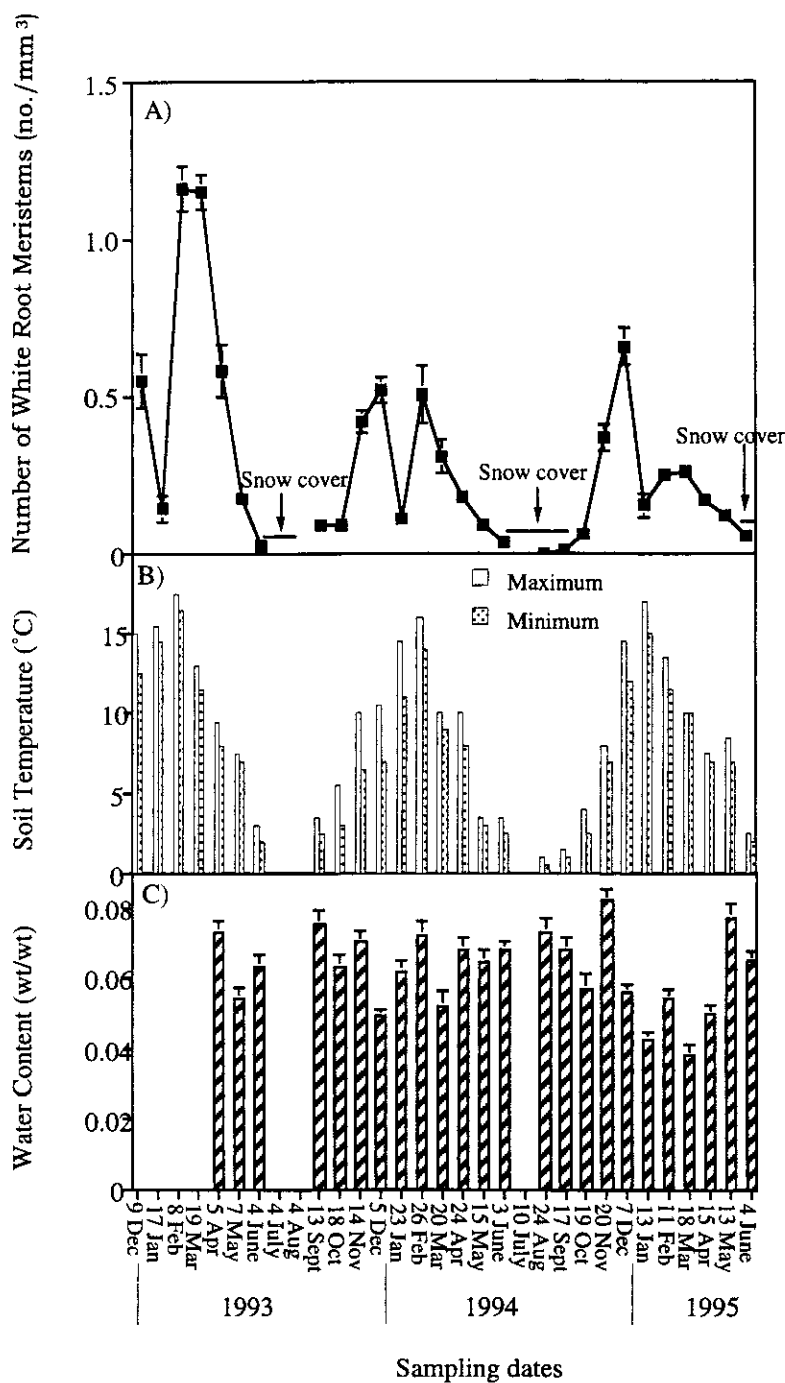 Number of White Root Meristems (no./mm ³)
1.5
1.0
0.5
0
A)
Snow cover
Snow cover
Snow cover
Soil Temperature (°C)
15
10
5
0
B)
Maximum
Minimum
Water Content (wt/wt)
0.08
0.06
0.04
0.02
0
C)
9 Dec
17 Jan
8 Feb
19 Mar
5 Apr
7 May
4 June
4 July
4 Aug
13 Sept
18 Oct
14 Nov
5 Dec
23 Jan
26 Feb
20 Mar
24 Apr
15 May
3 June
10 July
24 Aug
17 Sept
19 Oct
20 Nov
7 Dec
13 Jan
11 Feb
18 Mar
15 Apr
13 May
4 June
1993
1994
1995
Sampling dates